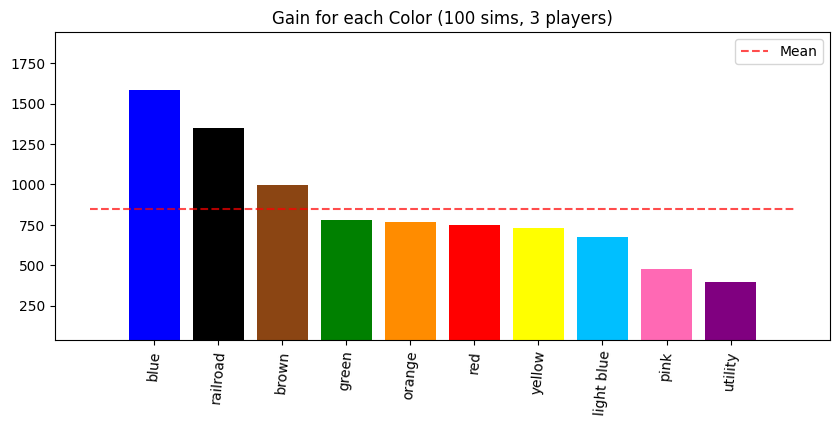 Gain for each Color (100 sims, 3 players)
Mean
1750
1500
1250
1000
750
500
250
blue
railroad
brown
green
orange
red
yellow
light blue
pink
utility